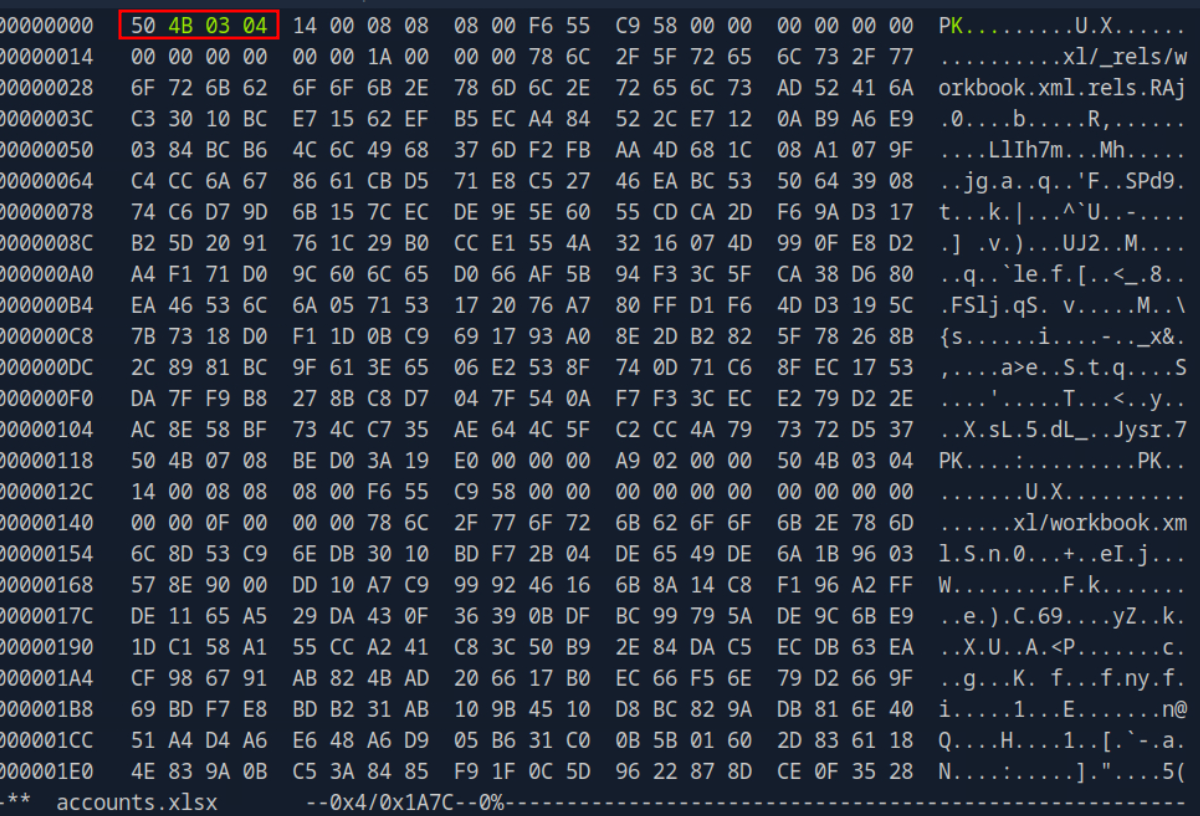 00000000 50 4B 03 04 14 00 08 08 08 00 F6 55 C9 58 00 00 00 00 00 00 PK.........U.X......
00000014 00 00 00 00 00 00 1A 00 00 00 78 6C 2F 5F 72 65 6C 73 2F 77 ..........xl/_rels/w
00000028 6F 72 6B 62 6F 6F 6B 2E 78 6D 6C 2E 72 65 6C 73 AD 52 41 6A orkbook.xml.rels.RAj
0000003C C3 30 10 BC E7 15 62 EF B5 EC A4 84 52 2C E7 12 0A B9 A6 E9 .0....b.....R,......
00000050 03 84 BC B6 4C 6C 49 68 37 6D F2 FB AA 4D 68 1C 08 A1 07 9F ....LlIh7m...Mh.....
00000064 C4 CC 6A 67 86 61 CB D5 71 E8 C5 27 46 EA BC 53 50 64 39 08 ..jg.a..q..'F..SPd9.
00000078 74 C6 D7 9D 6B 15 7C EC DE 9E 5E 60 55 CD CA 2D F6 9A D3 17 t...k.|...^`U..-....
0000008C B2 5D 20 91 76 1C 29 B0 CC E1 55 4A 32 16 07 4D 99 0F E8 D2 .] .v.)...UJ2..M....
000000A0 A4 F1 71 D0 9C 60 6C 65 D0 66 AF 5B 94 F3 3C 5F CA 38 D6 80 ..q..`le.f.[..<_.8..
000000B4 EA 46 53 6C 6A 05 71 53 17 20 76 A7 80 FF D1 F6 4D D3 19 5C .FSlj.qS. v.....M..\
000000C8 7B 73 18 D0 F1 1D 0B C9 69 17 93 A0 8E 2D B2 82 5F 78 26 8B {s......i....-.._x&.
000000DC 2C 89 81 BC 9F 61 3E 65 06 E2 53 8F 74 0D 71 C6 8F EC 17 53 ,....a>e..S.t.q....S
000000F0 DA 7F F9 B8 27 8B C8 D7 04 7F 54 0A F7 F3 3C EC E2 79 D2 2E ....'.....T...<..y..
00000104 AC 8E 58 BF 73 4C C7 35 AE 64 4C 5F C2 CC 4A 79 73 72 D5 37 ..X.sL.5.dL_..Jysr.7
00000118 50 4B 07 08 BE D0 3A 19 E0 00 00 00 A9 02 00 00 50 4B 03 04 PK....:.........PK..
0000012C 14 00 08 08 08 00 F6 55 C9 58 00 00 00 00 00 00 00 00 00 00 .......U.X..........
00000140 00 00 0F 00 00 00 78 6C 2F 77 6F 72 6B 62 6F 6F 6B 2E 78 6D ......xl/workbook.xm
00000154 6C 8D 53 C9 6E DB 30 10 BD F7 2B 04 DE 65 49 DE 6A 1B 96 03 l.S.n.0...+..eI.j...
00000168 57 8E 90 00 DD 10 A7 C9 99 92 46 16 6B 8A 14 C8 F1 96 A2 FF W.........F.k.......
0000017C DE 11 65 A5 29 DA 43 0F 36 39 0B DF BC 99 79 5A DE 9C 6B E9 ..e.).C.69....yZ..k.
00000190 1D C1 58 A1 55 CC A2 41 C8 3C 50 B9 2E 84 DA C5 EC DB 63 EA ..X.U..A.<P.......c.
000001A4 CF 98 67 91 AB 82 4B AD 20 66 17 B0 EC 66 F5 6E 79 D2 66 9F ..g...K. f...f.ny.f.
000001B8 69 BD F7 E8 BD B2 31 AB 10 9B 45 10 D8 BC 82 9A DB 81 6E 40 i.....1...E.......n@
000001CC 51 A4 D4 A6 E6 48 A6 D9 05 B6 31 C0 0B 5B 01 60 2D 83 61 18 Q....H....1..[.`-.a.
000001E0 4E 83 9A 0B C5 3A 84 85 F9 1F 0C 5D 96 22 87 8D CE 0F 35 28 N....:.....]."....5(
-** accounts.xlsx --0x4/0x1A7C--0%-----------------------------------------------------------